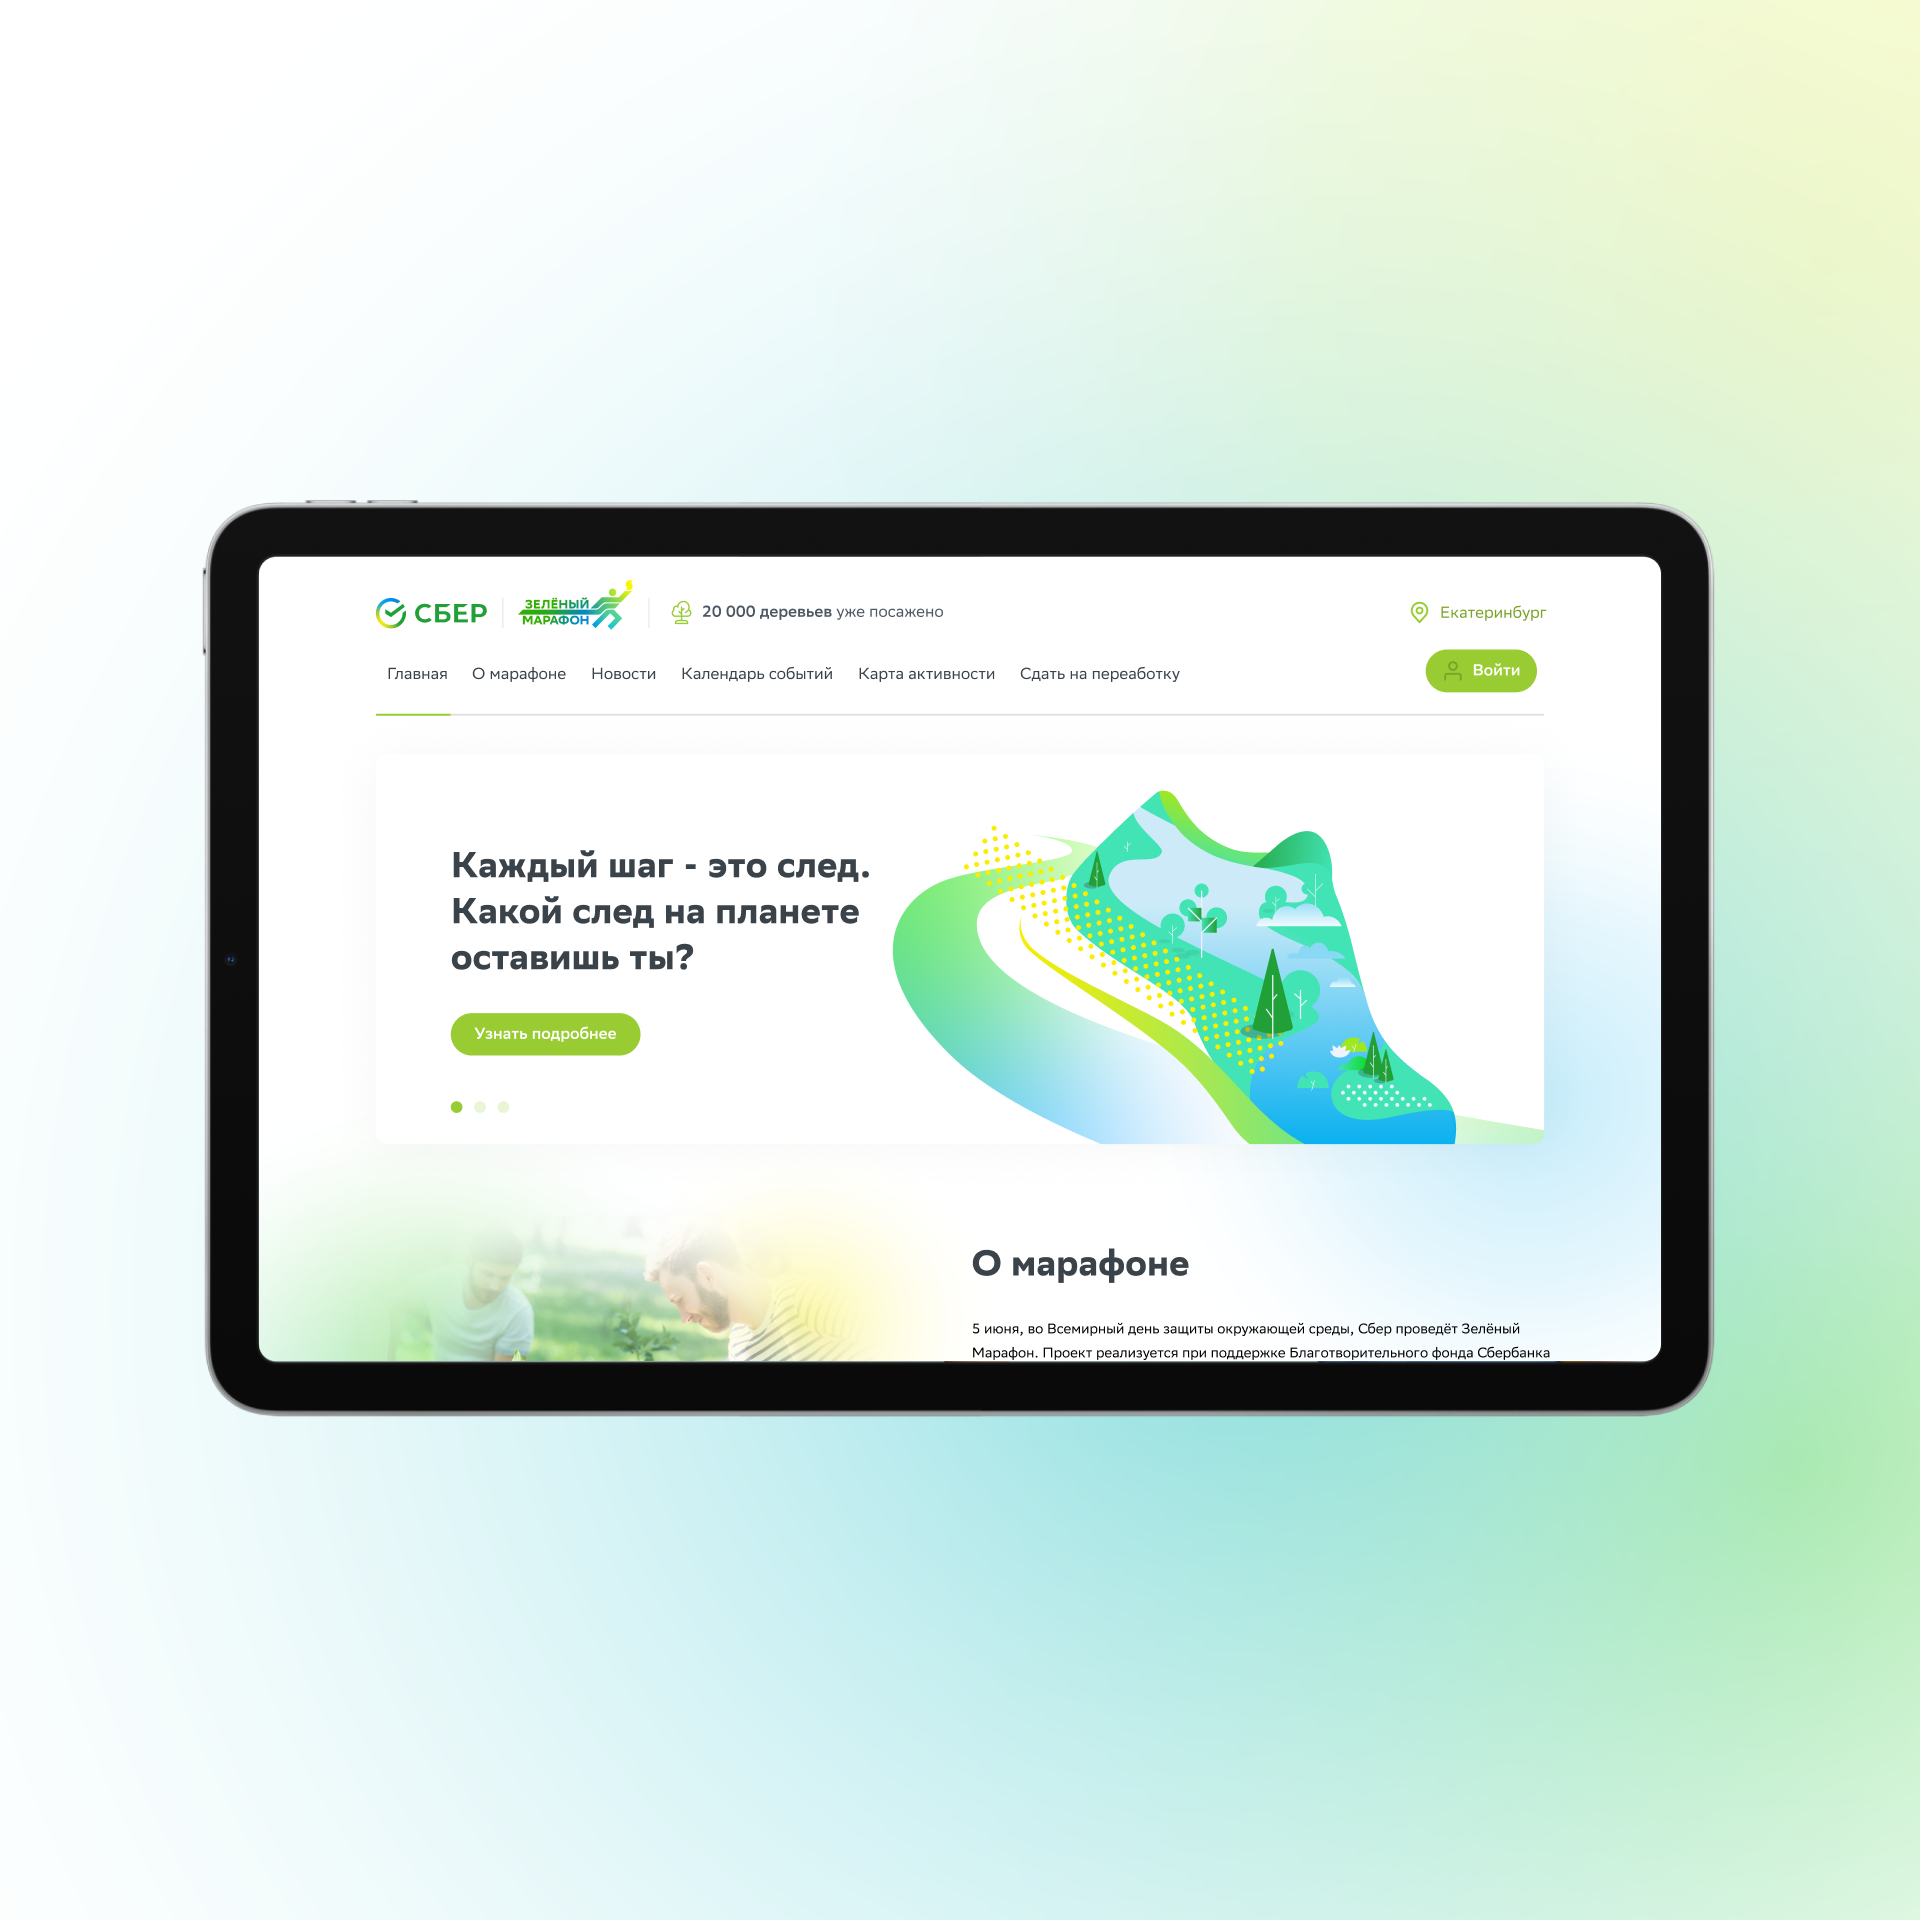 СБЕР
ЗЕЛЁНЫЙ
МАРАФОН
20 000 деревьев уже посажено
Екатеринбург
Главная О марафоне Новости Календарь событий Карта активности Сдать на переаботку
Войти
Каждый шаг - это след.
Какой след на планете
оставишь ты?
Узнать подробнее
О марафоне
5 июня, во Всемирный день защиты окружающей среды, Сбер проведёт Зелёный
Марафон. Проект реализуется при поддержке Благотворительного фонда Сбербанка